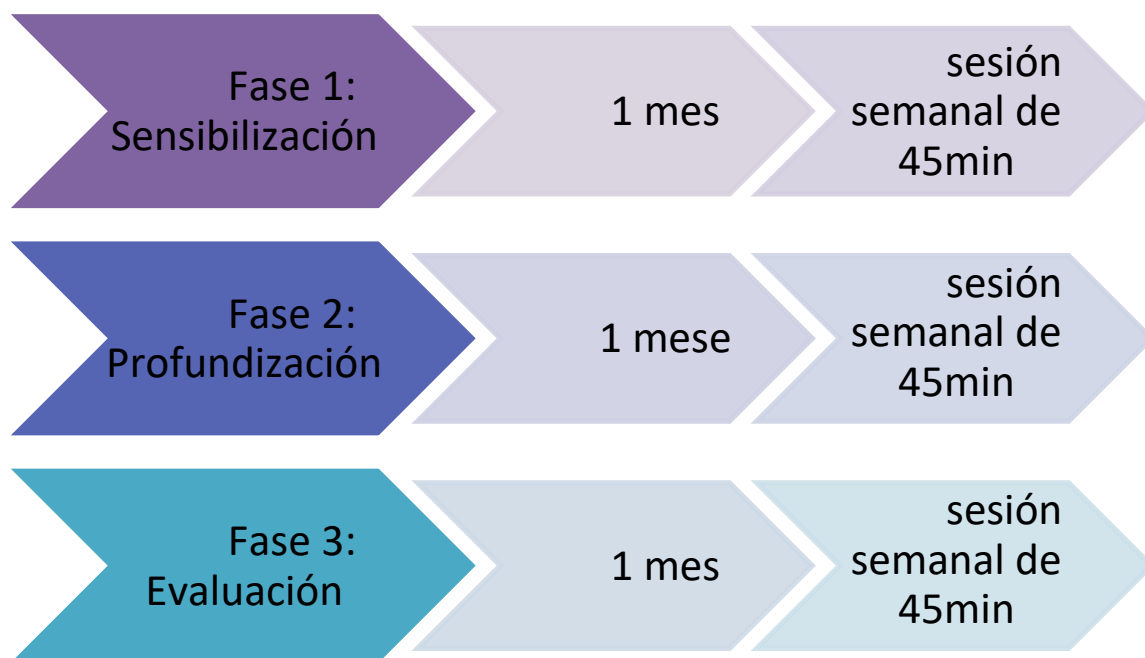 Fase 1:
Sensibilización
1 mes
sesión
semanal de
45min
Fase 2:
Profundización
1 mese
sesión
semanal de
45min
Fase 3:
Evaluación
1 mes
sesión
semanal de
45min